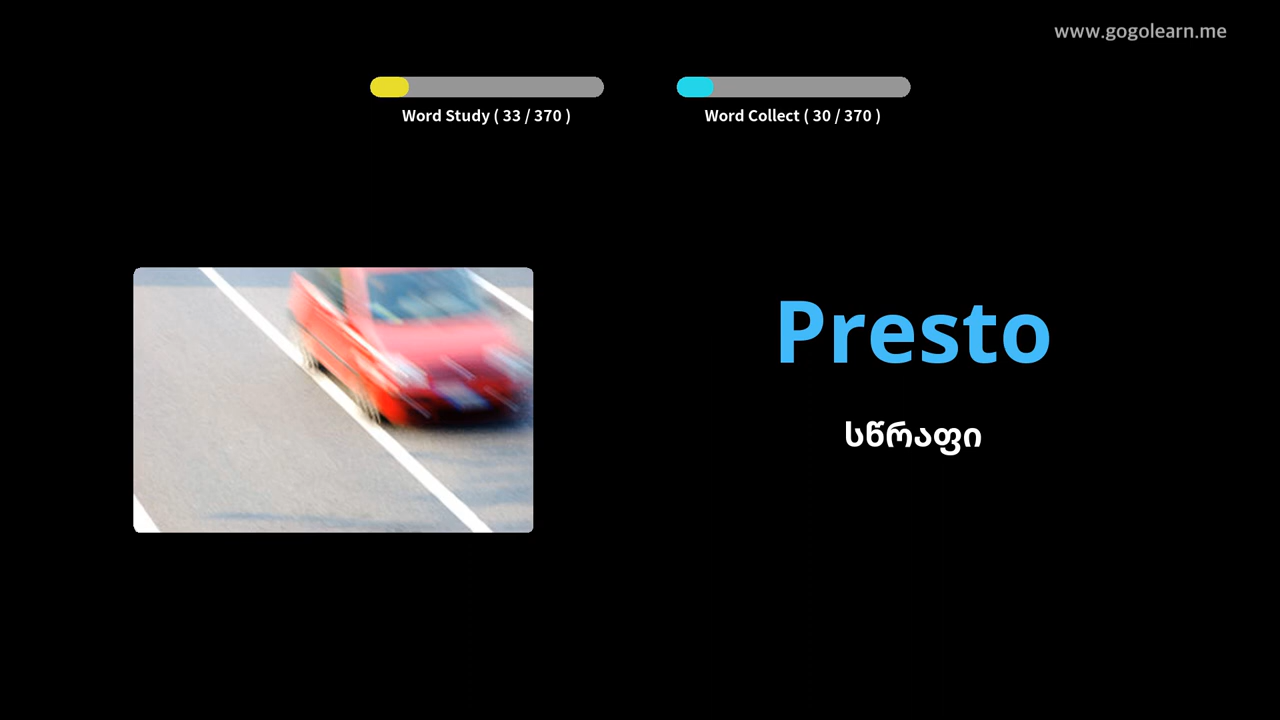 www.gogolearn.me
Word Study ( 33 / 370 )
Word Collect ( 30 / 370 )
Presto
სწრაფი